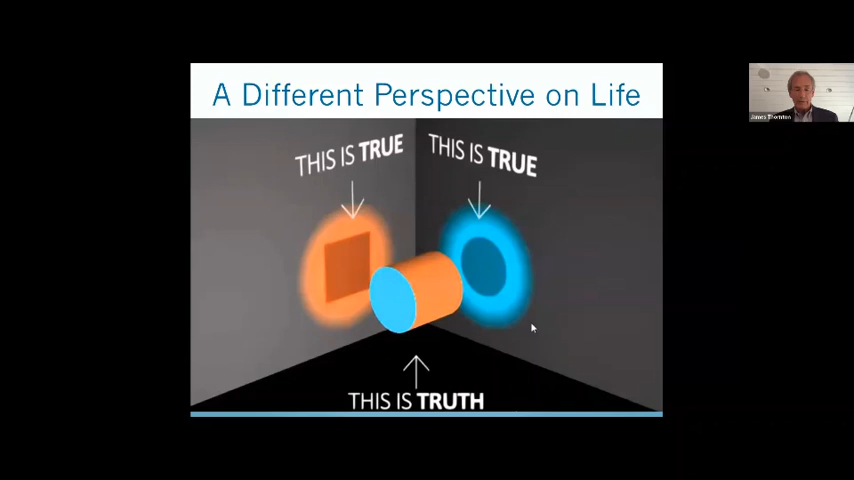 A Different Perspective on Life
THIS IS TRUE
THIS IS TRUE
THIS IS TRUTH
James Thornton